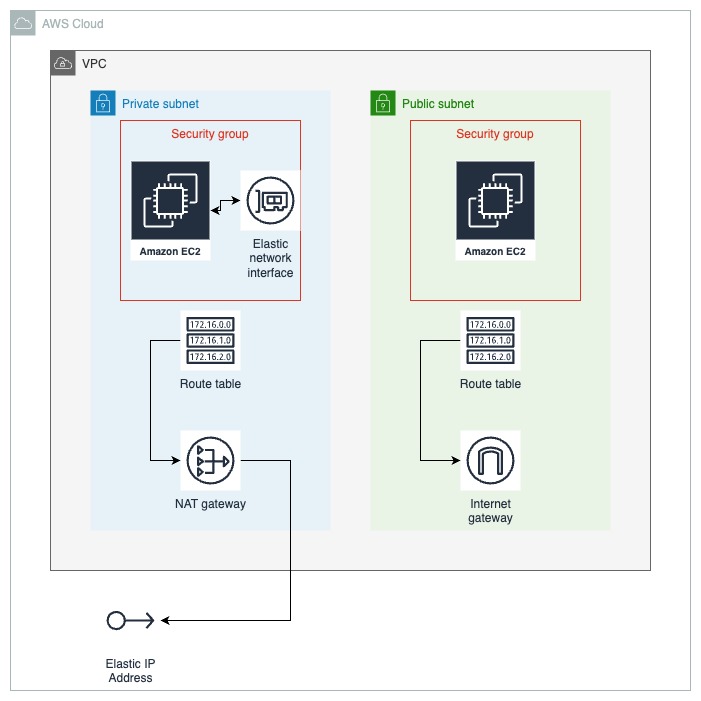 AWS Cloud
VPC
Private subnet
Security group
Amazon EC2
Elastic
network
interface
172.16.0.0
172.16.1.0
172.16.2.0
Route table
NAT gateway
Public subnet
Security group
Amazon EC2
172.16.0.0
172.16.1.0
172.16.2.0
Route table
Internet
gateway
Elastic IP
Address